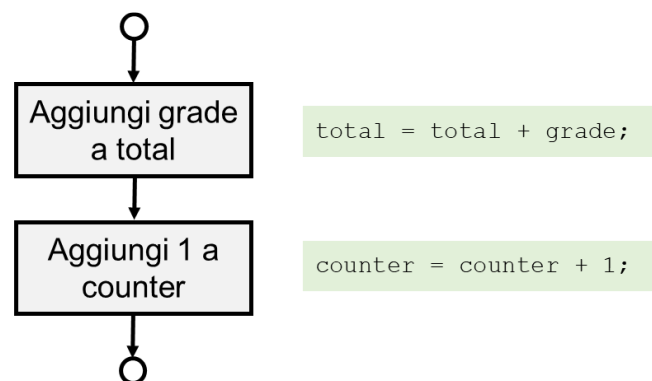 Aggiungi grade
a total
total = total + grade;
Aggiungi 1 a
counter
counter = counter + 1;